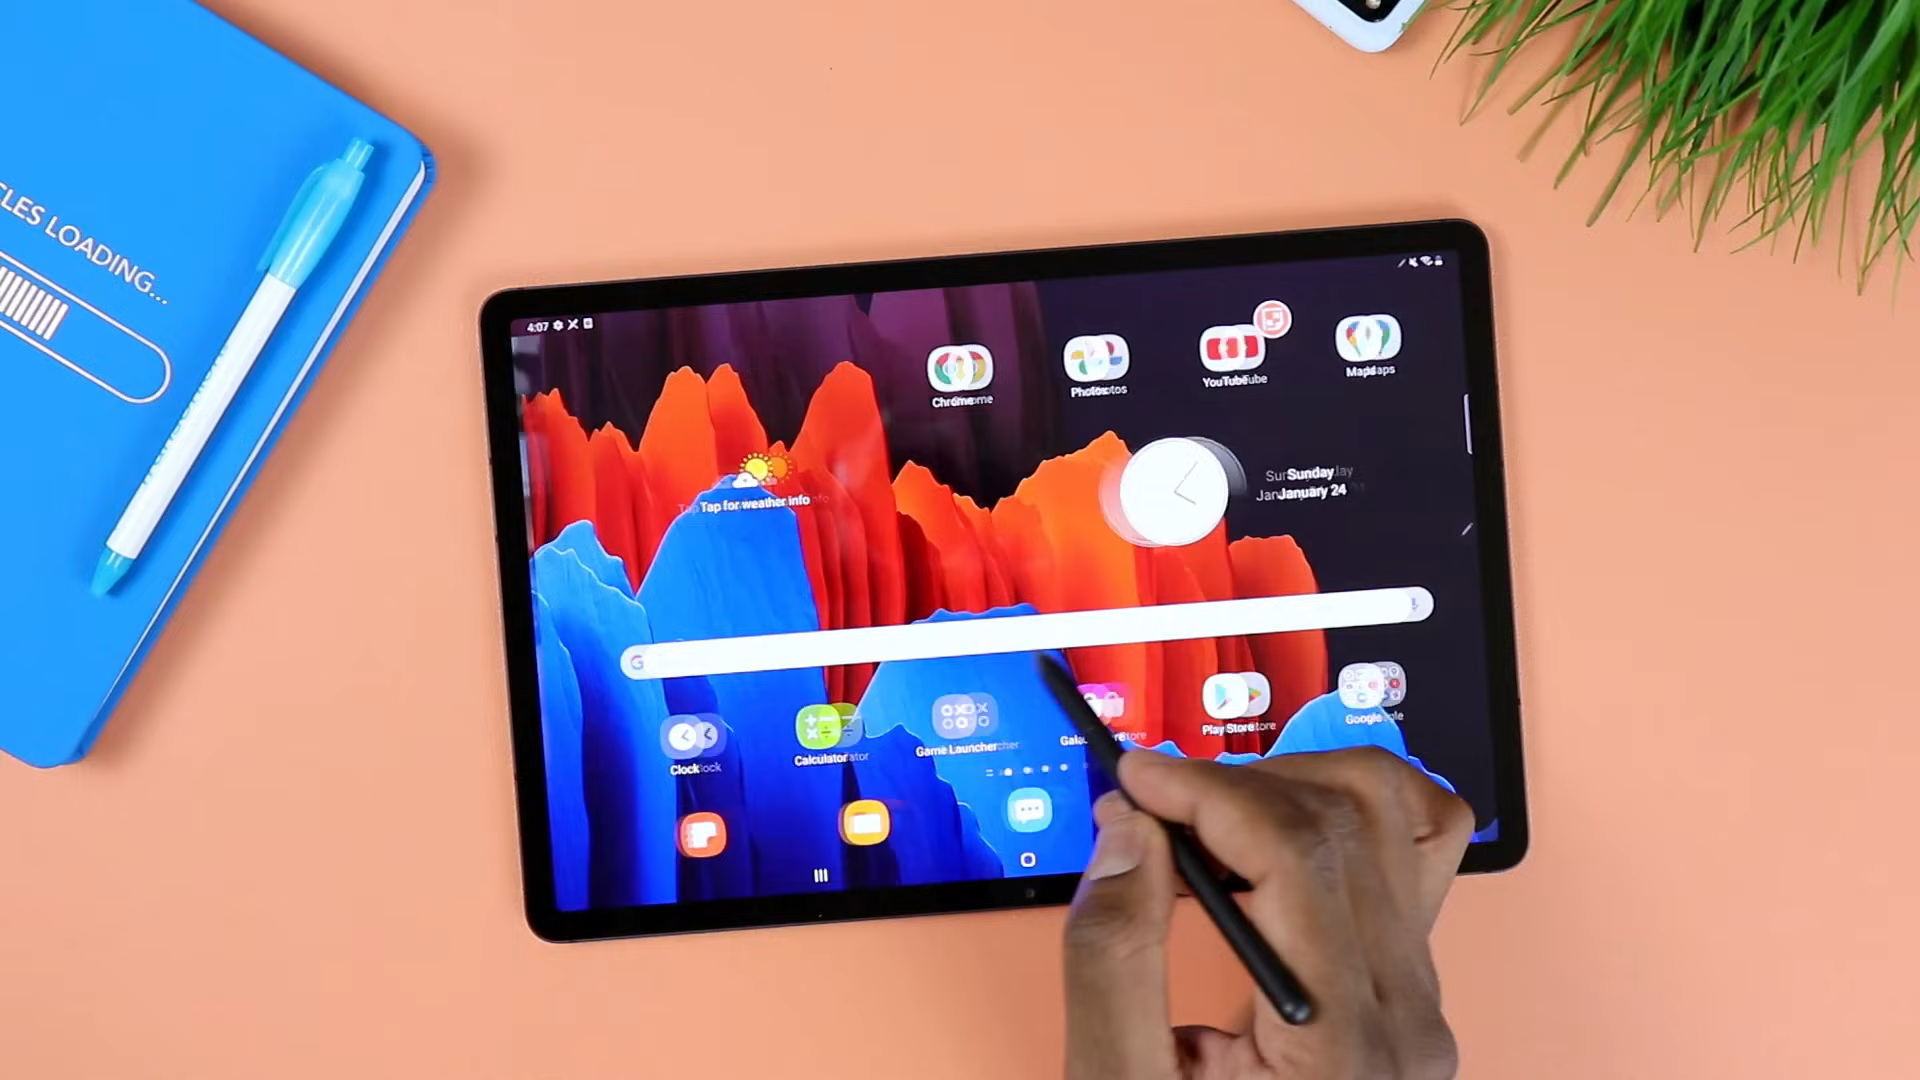 CLES LOADING...
4:07
Chrome
Photos
YouTube
Maps
Tap for weather info
Sunday
January 24
Clock
Calculator
Game Launcher
Play Store
Google